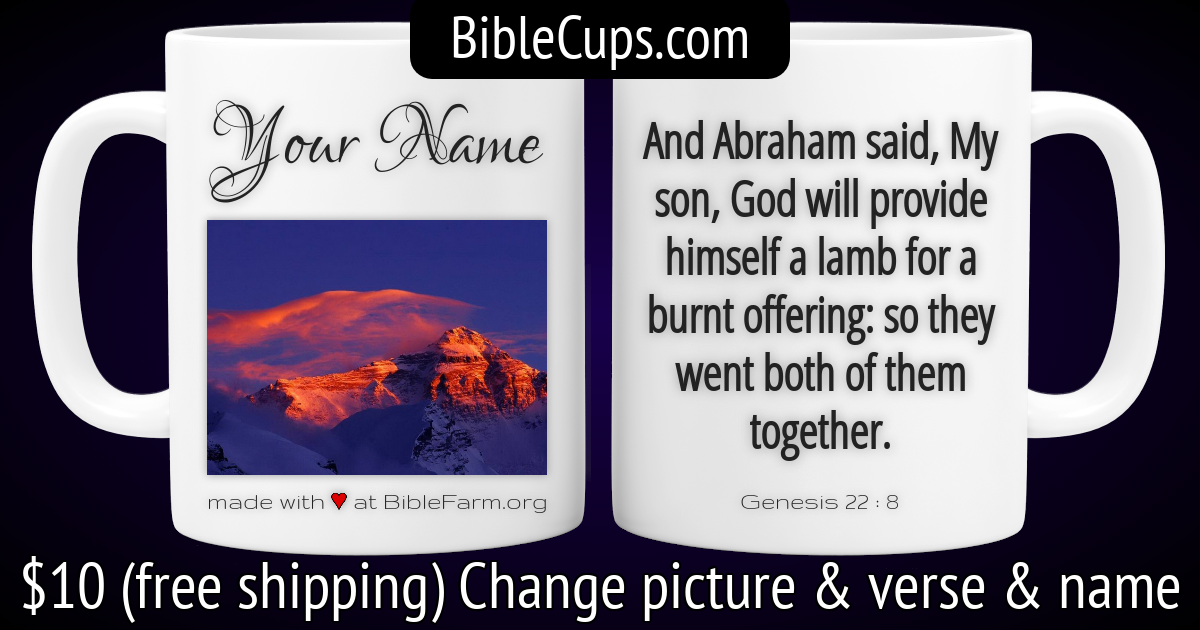 BibleCups.com
Your Name
made with ♥ at BibleFarm.org
And Abraham said, My
son, God will provide
himself a lamb for a
burnt offering: so they
went both of them
together.
Genesis 22 : 8
$10 (free shipping) Change picture & verse & name